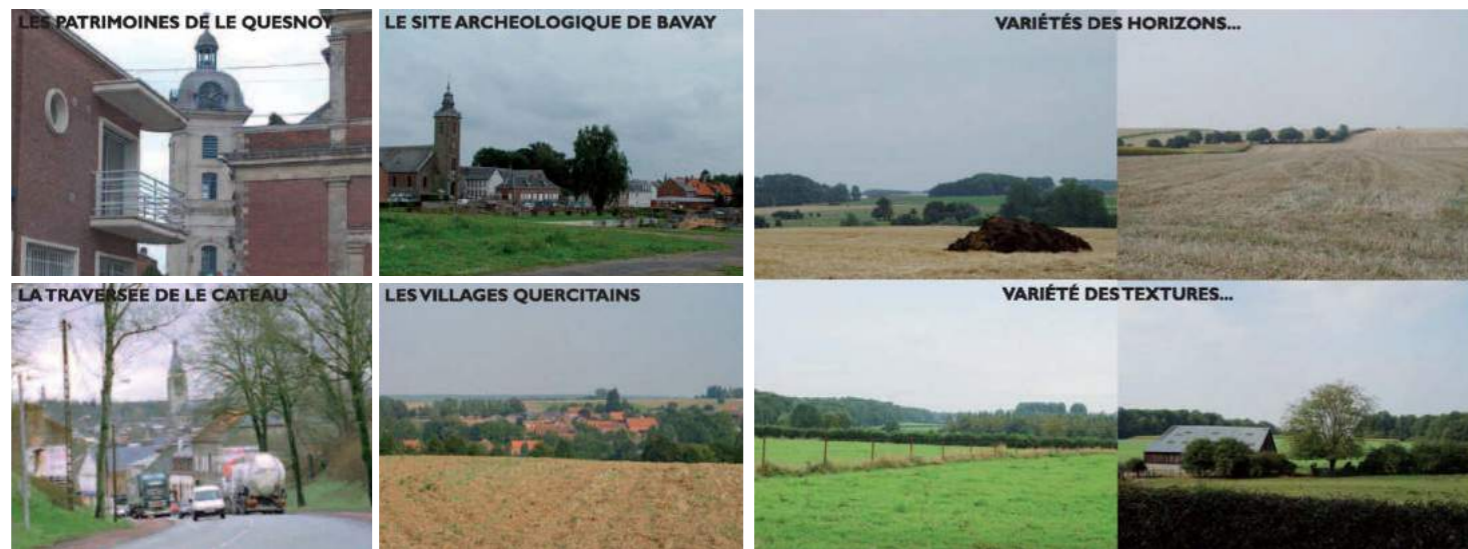 LES PATRIMOINES DE LE QUESNOY
LE SITE ARCHEOLOGIQUE DE BAVAY
VARIÉTÉS DES HORIZONS...
LA TRAVERSEE DE LE CATEAU
LES VILLAGES QUERCITAINS
VARIÉTÉ DES TEXTURES...